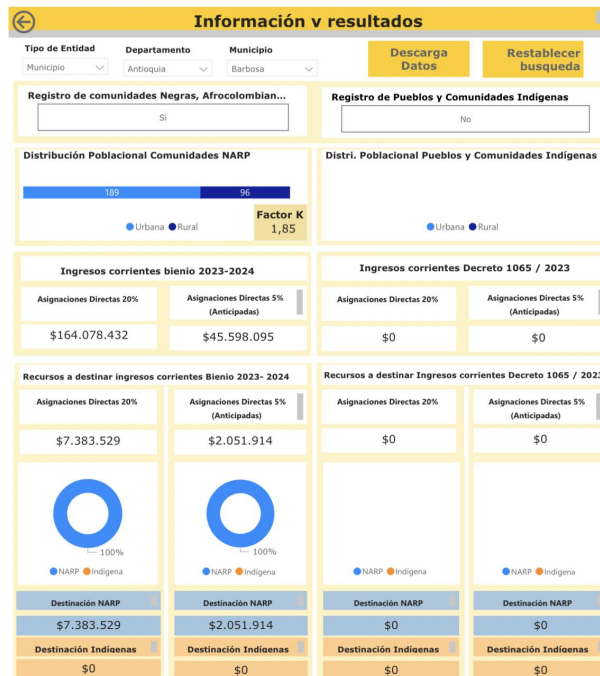 Información v resultados
Tipo de Entidad Departamento Municipio
Municipio Antioquia Barbosa
Descarga Datos
Restablecer busqueda
Registro de comunidades Negras, Afrocolombian... Registro de Pueblos y Comunidades Indígenas
Si No
Distribución Poblacional Comunidades NARP Distri. Poblacional Pueblos y Comunidades Indígenas
189 96
Factor K
1,85
Urbana Rural Urbana Rural
Ingresos corrientes bienio 2023-2024 Ingresos corrientes Decreto 1065 / 2023
Asignaciones Directas 20% Asignaciones Directas 5% (Anticipadas) Asignaciones Directas 20% Asignaciones Directas 5% (Anticipadas)
$164.078.432 $45.598.095 $0 $0
Recursos a destinar ingresos corrientes Bienio 2023- 2024 Recursos a destinar Ingresos corrientes Decreto 1065 / 2023
Asignaciones Directas 20% Asignaciones Directas 5% (Anticipadas) Asignaciones Directas 20% Asignaciones Directas 5% (Anticipadas)
$7.383.529 $2.051.914 $0 $0
100% 100%
NARP Indigena NARP Indigena NARP Indigena NARP Indigena
Destinación NARP Destinación NARP Destinación NARP Destinación NARP
$7.383.529 $2.051.914 $0 $0
Destinación Indígenas Destinación Indígenas Destinación Indígenas Destinación Indígenas
$0 $0 $0 $0